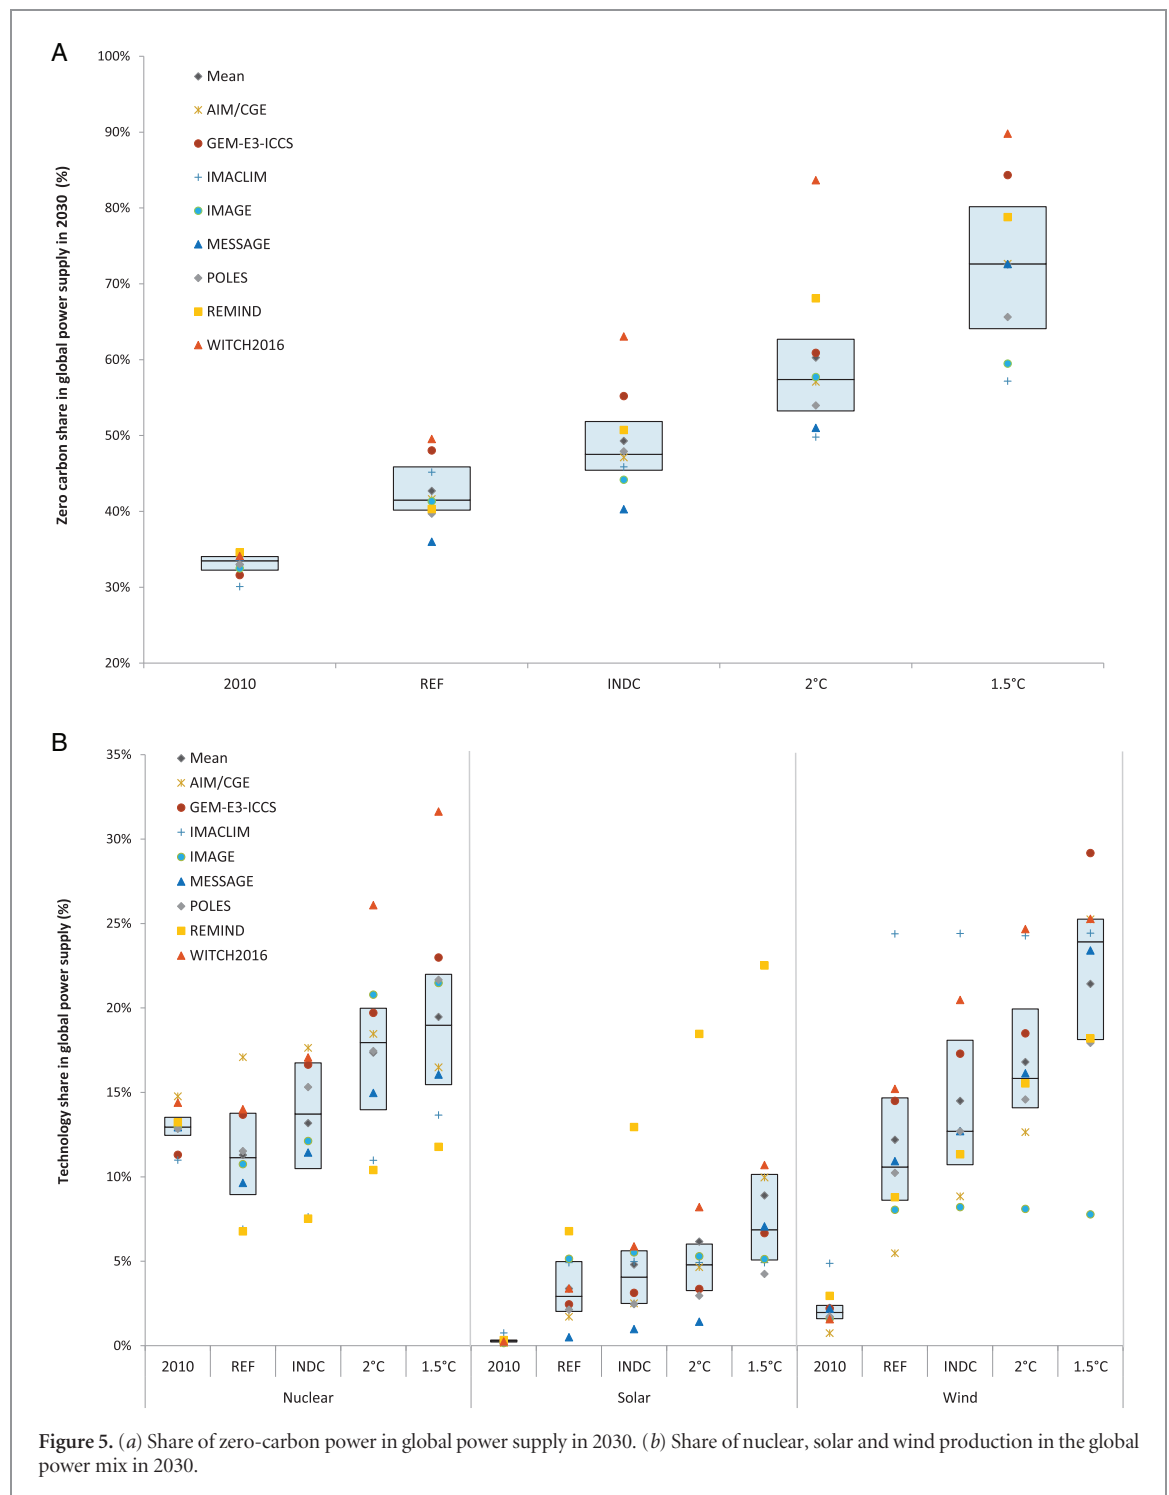 A
100%
90%
80%
70%
60%
50%
40%
30%
20%
Zero carbon share in global power supply in 2030 (%)
Mean
AIM/CGE
GEM-E3-ICCS
IMACLIM
IMAGE
MESSAGE
POLES
REMIND
WITCH2016
2010 REF INDC 2°C 1.5°C
B
35%
30%
25%
20%
15%
10%
5%
0%
Technology share in global power supply (%)
Mean
AIM/CGE
GEM-E3-ICCS
IMACLIM
IMAGE
MESSAGE
POLES
REMIND
WITCH2016
2010 REF INDC 2°C 1.5°C 2010 REF INDC 2°C 1.5°C 2010 REF INDC 2°C 1.5°C
Nuclear Solar Wind
Figure 5. (a) Share of zero-carbon power in global power supply in 2030. (b) Share of nuclear, solar and wind production in the global
power mix in 2030.